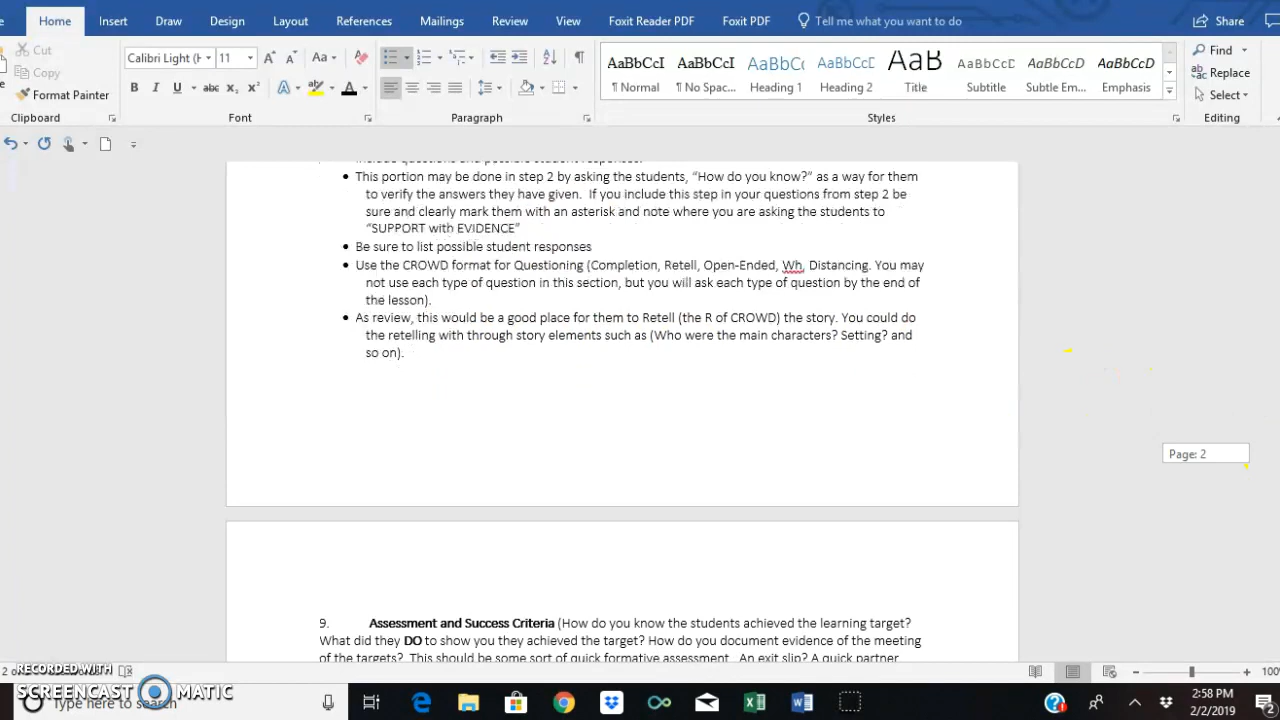 Home Insert Draw Design Layout References Mailings Review View Foxit Reader PDF Foxit PDF Tell me what you want to do Share
Cut
Copy
Format Painter
Clipboard
Calibri Light (H 11
Font
Paragraph
AaBbCcI AaBbCcI AaBbCc AaBbCcI AaB AaBbCcD AaBbCcD AaBbCcD
¶ Normal ¶ No Spac... Heading 1 Heading 2 Title Subtitle Subtle Em... Emphasis
Styles
Find
Replace
Select
Editing
include questions and possible student responses.
• This portion may be done in step 2 by asking the students, “How do you know?” as a way for them
to verify the answers they have given. If you include this step in your questions from step 2 be
sure and clearly mark them with an asterisk and note where you are asking the students to
“SUPPORT with EVIDENCE”
• Be sure to list possible student responses
• Use the CROWD format for Questioning (Completion, Retell, Open-Ended, Wh, Distancing. You may
not use each type of question in this section, but you will ask each type of question by the end of
the lesson).
• As review, this would be a good place for them to Retell (the R of CROWD) the story. You could do
the retelling with through story elements such as (Who were the main characters? Setting? and
so on).
Page: 2
9. Assessment and Success Criteria (How do you know the students achieved the learning target?
What did they DO to show you they achieved the target? How do you document evidence of the meeting
of the targets? This should be some sort of quick formative assessment. An exit slip? A quick partner
RECORDED WITH
SCREENCAST MATIC
Type here to search
100%
2:58 PM
2/2/2019
2